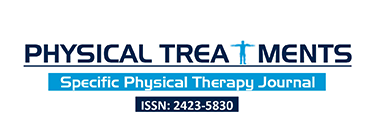 PHYSICAL TREATMENTS
Specific Physical Therapy Journal
ISSN: 2423-5830